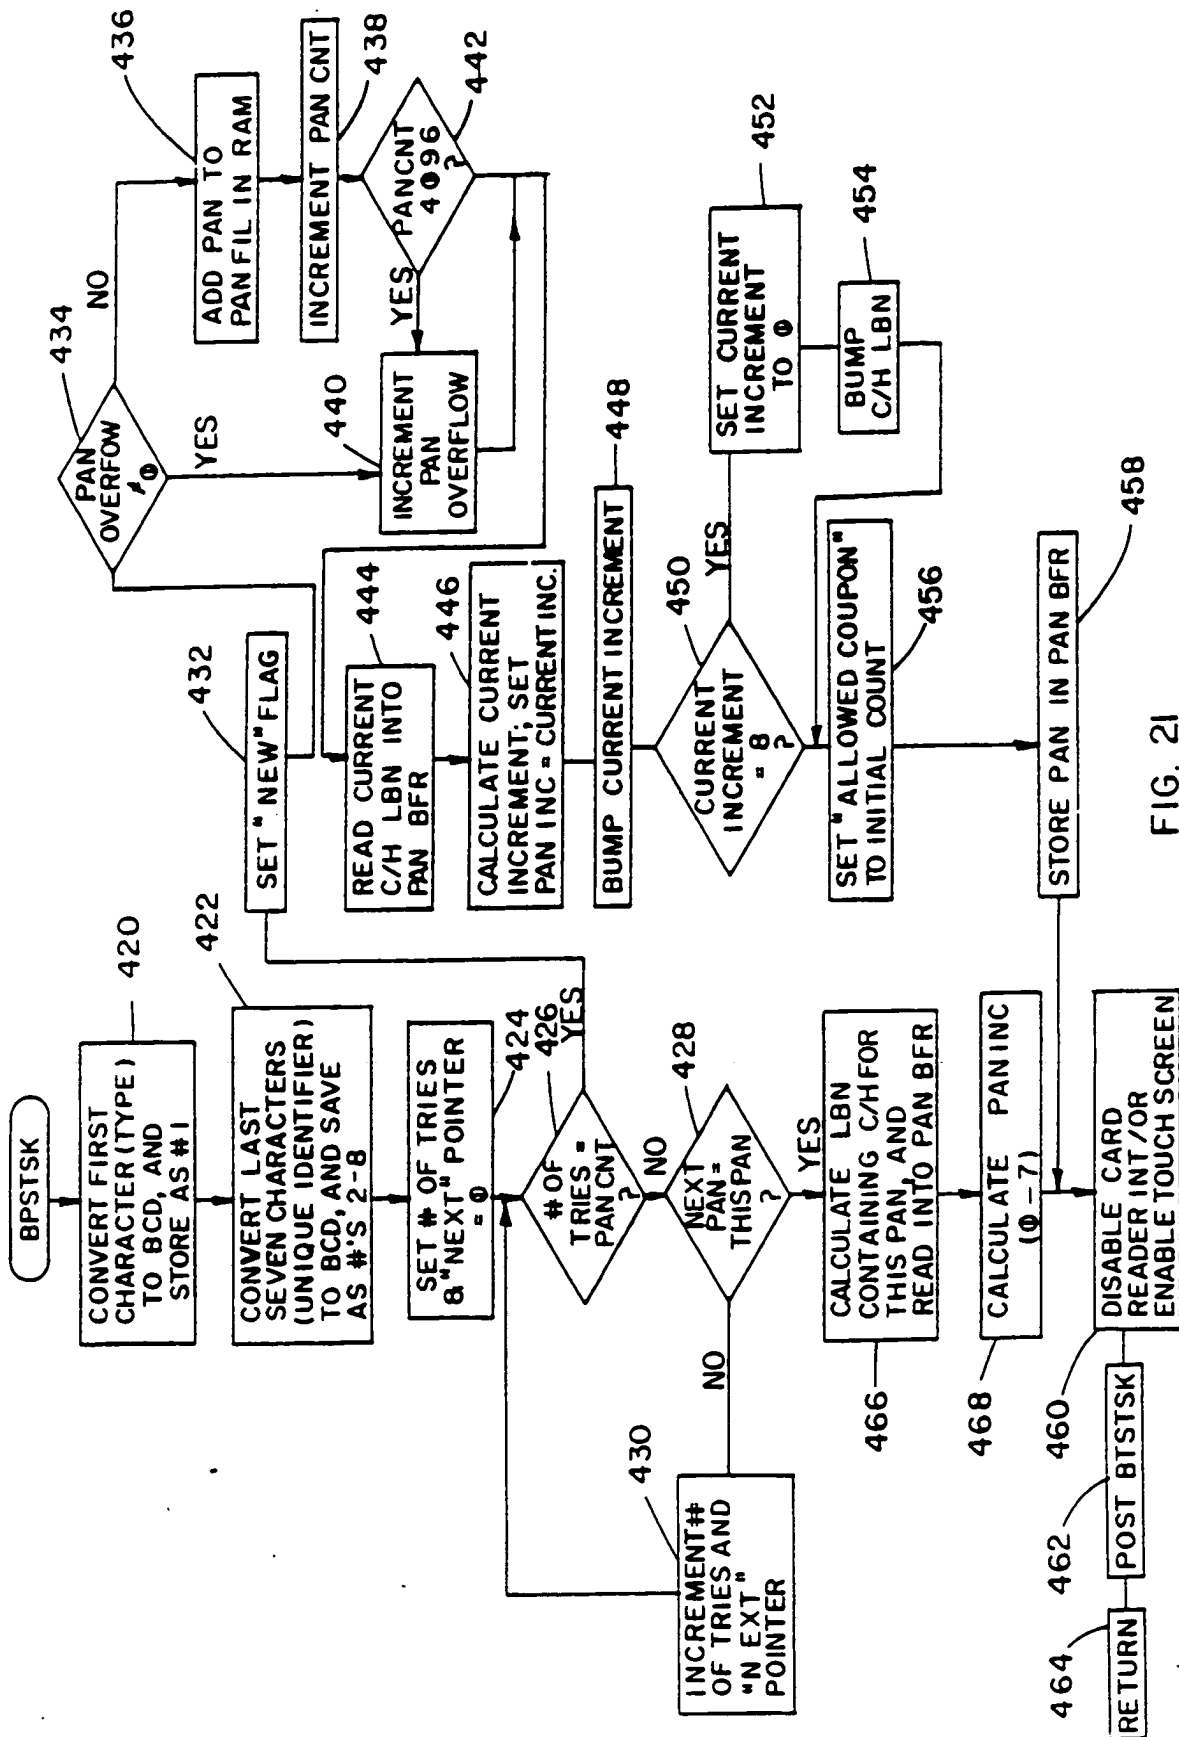 BPSTSK
CONVERT FIRST
CHARACTER(TYPE)
TO BCD, AND
STORE AS #1
420
CONVERT LAST
SEVEN CHARACTERS
(UNIQUE IDENTIFIER)
TO BCD, AND SAVE
AS #'S 2-8
422
SET # OF TRIES
& "NEXT" POINTER
= 0
424
# OF
TRIES =
PAN CNT
?
426
YES
NO
NEXT
PAN =
THISPAN
?
428
NO
YES
INCREMENT#
OF TRIES AND
"N EXT"
POINTER
430
CALCULATE LBN
CONTAINING C/H FOR
THIS PAN, AND
READ INTO PAN BFR
466
CALCULATE PAN INC
(0-7)
468
DISABLE CARD
READER INT/OR
ENABLE TOUCH SCREEN
460
POST BTSTSK
462
RETURN
464
SET "NEW" FLAG
432
PAN
OVERFOW
≠0
434
NO
YES
ADD PAN TO
PAN FIL IN RAM
436
INCREMENT PAN CNT
438
PANCNT
4096
?
442
YES
INCREMENT
PAN
OVERFLOW
440
READ CURRENT
C/H LBN INTO
PAN BFR
444
CALCULATE CURRENT
INCREMENT; SET
PAN INC = CURRENT INC.
446
BUMP CURRENT INCREMENT
448
CURRENT
INCREMENT
= 8
?
450
YES
SET CURRENT
INCREMENT
TO 0
452
BUMP
C/H LBN
454
SET "ALLOWED COUPON"
TO INITIAL COUNT
456
STORE PAN IN PAN BFR
458
FIG. 21